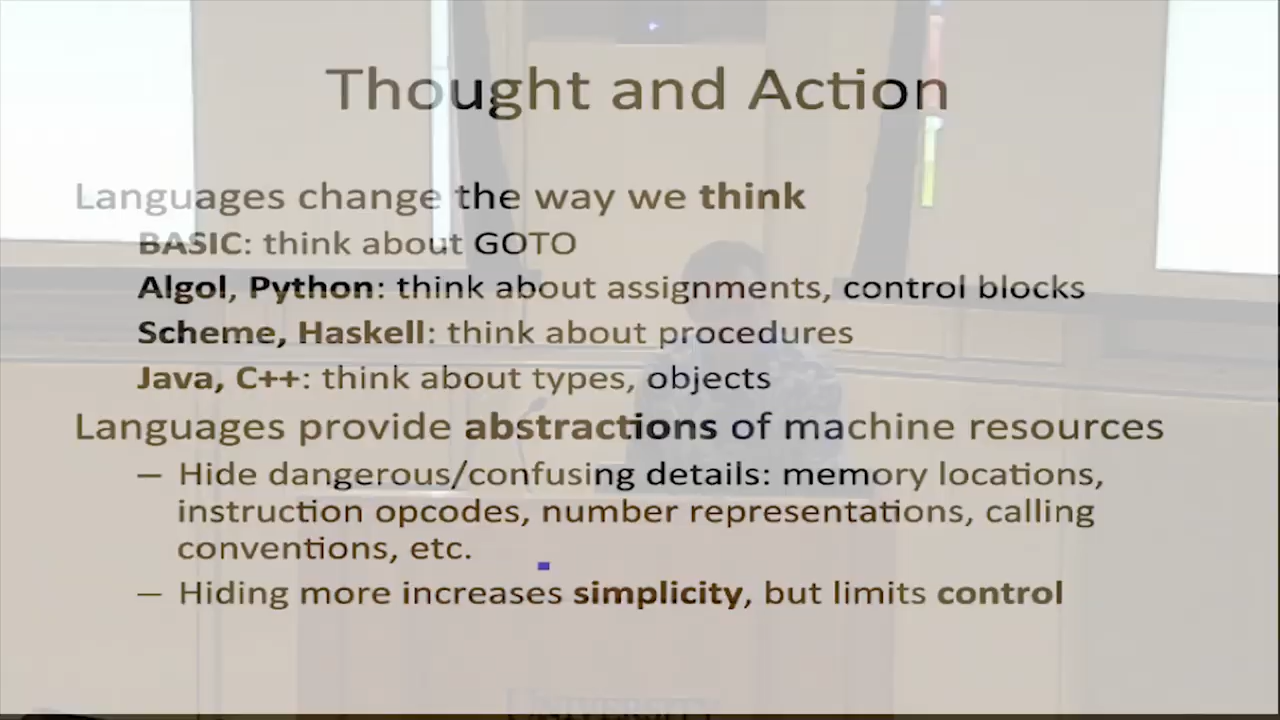 Thought and Action
Languages change the way we think
BASIC: think about GOTO
Algol, Python: think about assignments, control blocks
Scheme, Haskell: think about procedures
Java, C++: think about types, objects
Languages provide abstractions of machine resources
– Hide dangerous/confusing details: memory locations,
instruction opcodes, number representations, calling
conventions, etc.
– Hiding more increases simplicity, but limits control
UNIVERSITY